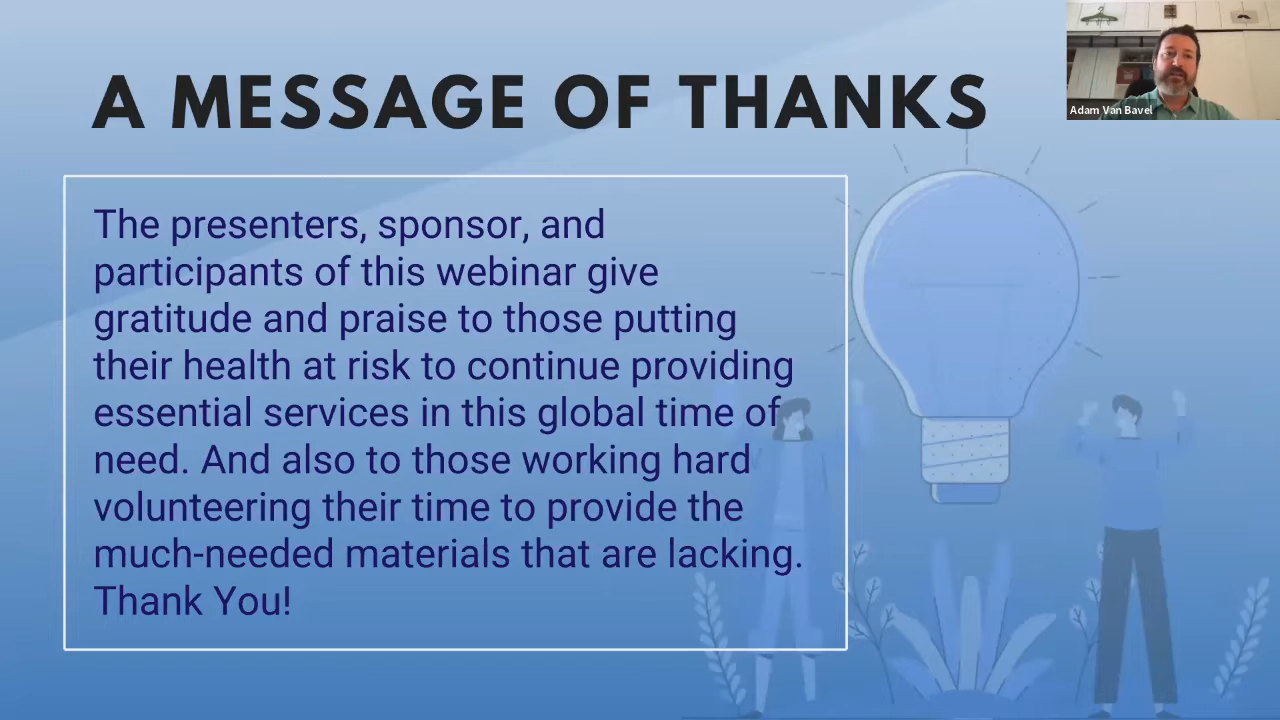 A MESSAGE OF THANKS
Adam Van Bavel
The presenters, sponsor, and
participants of this webinar give
gratitude and praise to those putting
their health at risk to continue providing
essential services in this global time of
need. And also to those working hard
volunteering their time to provide the
much-needed materials that are lacking.
Thank You!